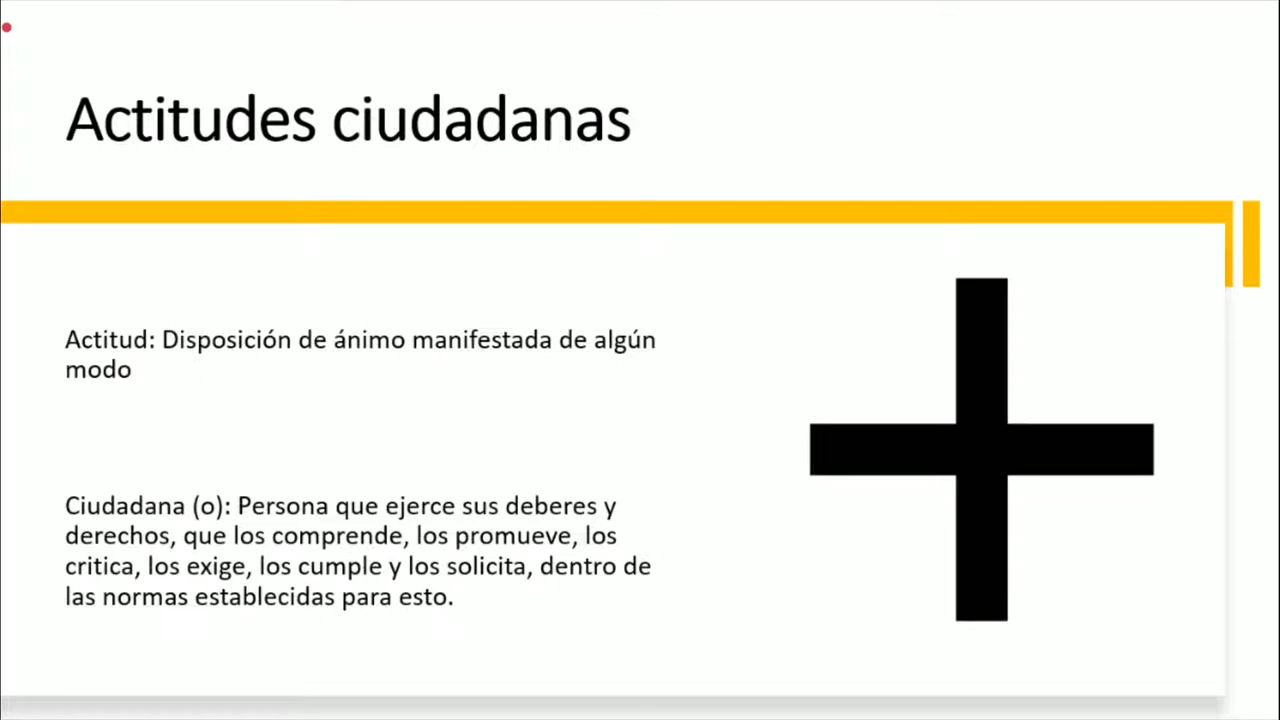 Actitudes ciudadanas
Actitud: Disposición de ánimo manifestada de algún
modo
Ciudadana (o): Persona que ejerce sus deberes y
derechos, que los comprende, los promueve, los
critica, los exige, los cumple y los solicita, dentro de
las normas establecidas para esto.